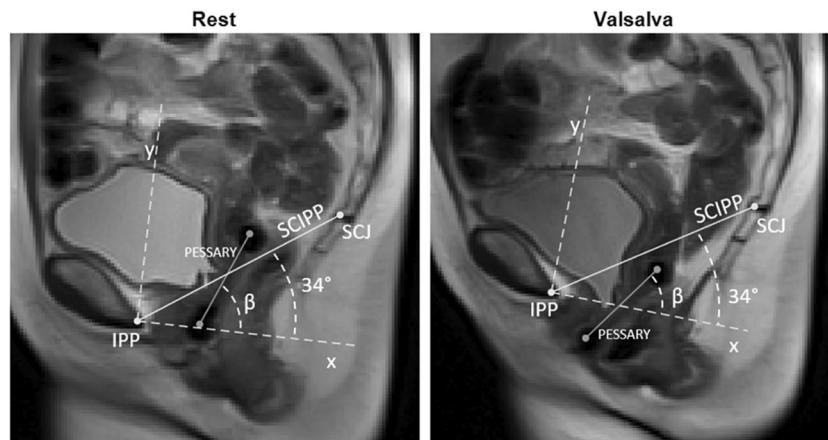 Rest
Valsalva
y
SCIPP
SCJ
PESSARY
34°
β
IPP
x
y
SCIPP
SCJ
IPP
β
34°
PESSARY
x